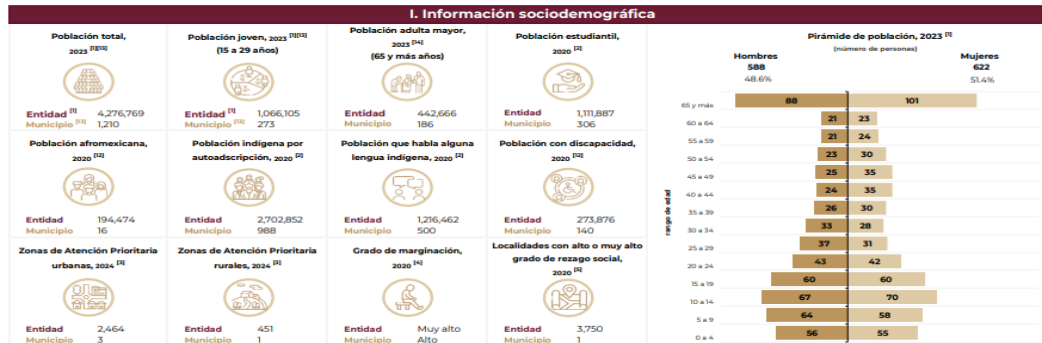 I. Información sociodemográfica
Población total,
2023 [1][13]
Entidad [1] 4,276,769
Municipio [13] 1,210
Población joven, 2023 [1][13]
(15 a 29 años)
Entidad [1] 1,066,105
Municipio [13] 273
Población adulta mayor,
2023 [14]
(65 y más años)
Entidad 442,666
Municipio 186
Población estudiantil,
2020 [2]
Entidad 1,111,887
Municipio 306
Población afromexicana,
2020 [12]
Entidad 194,474
Municipio 16
Población indígena por
autoadscripción, 2020 [2]
Entidad 2,702,852
Municipio 988
Población que habla alguna
lengua indígena, 2020 [2]
Entidad 1,216,462
Municipio 500
Población con discapacidad,
2020 [12]
Entidad 273,876
Municipio 140
Zonas de Atención Prioritaria
urbanas, 2024 [3]
Entidad 2,464
Municipio 3
Zonas de Atención Prioritaria
rurales, 2024 [3]
Entidad 451
Municipio 1
Grado de marginación,
2020 [4]
Entidad Muy alto
Municipio Alto
Localidades con alto o muy alto
grado de rezago social,
2020 [5]
Entidad 3,750
Municipio 1
Pirámide de población, 2023 [1]
(número de personas)
Hombres Mujeres
588 622
48.6% 51.4%
rango de edad
65 y más 88 101
60 a 64 21 23
55 a 59 21 24
50 a 54 23 30
45 a 49 25 35
40 a 44 24 35
35 a 39 26 30
30 a 34 33 28
25 a 29 37 31
20 a 24 43 42
15 a 19 60 60
10 a 14 67 70
5 a 9 64 58
0 a 4 56 55